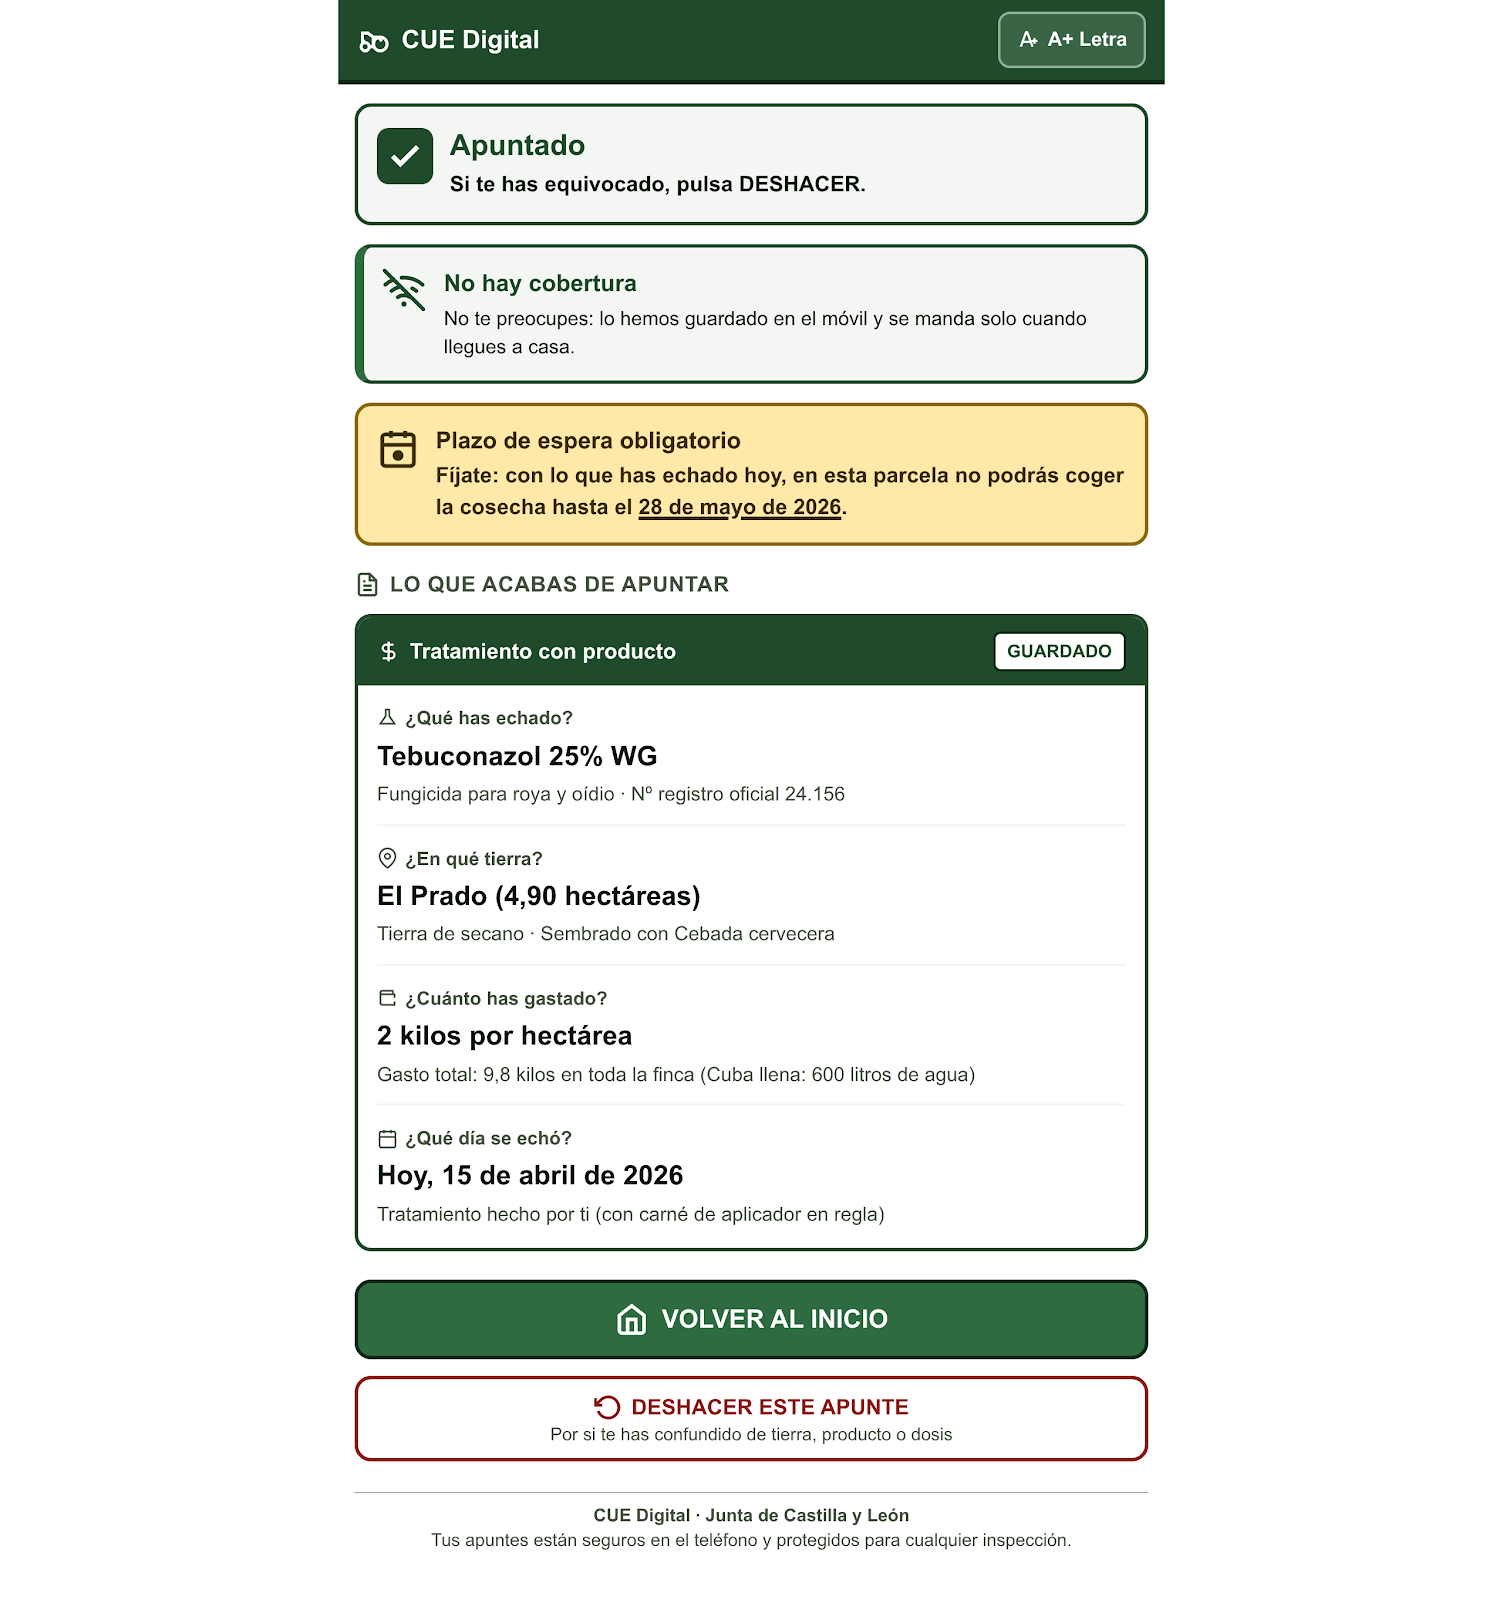 CUE Digital
A+ Letra
Apuntado
Si te has equivocado, pulsa DESHACER.
No hay cobertura
No te preocupes: lo hemos guardado en el móvil y se manda solo cuando
llegues a casa.
Plazo de espera obligatorio
Fíjate: con lo que has echado hoy, en esta parcela no podrás coger
la cosecha hasta el 28 de mayo de 2026.
LO QUE ACABAS DE APUNTAR
Tratamiento con producto
GUARDADO
¿Qué has echado?
Tebuconazol 25% WG
Fungicida para roya y oídio · Nº registro oficial 24.156
¿En qué tierra?
El Prado (4,90 hectáreas)
Tierra de secano · Sembrado con Cebada cervecera
¿Cuánto has gastado?
2 kilos por hectárea
Gasto total: 9,8 kilos en toda la finca (Cuba llena: 600 litros de agua)
¿Qué día se echó?
Hoy, 15 de abril de 2026
Tratamiento hecho por ti (con carné de aplicador en regla)
VOLVER AL INICIO
DESHACER ESTE APUNTE
Por si te has confundido de tierra, producto o dosis
CUE Digital · Junta de Castilla y León
Tus apuntes están seguros en el teléfono y protegidos para cualquier inspección.